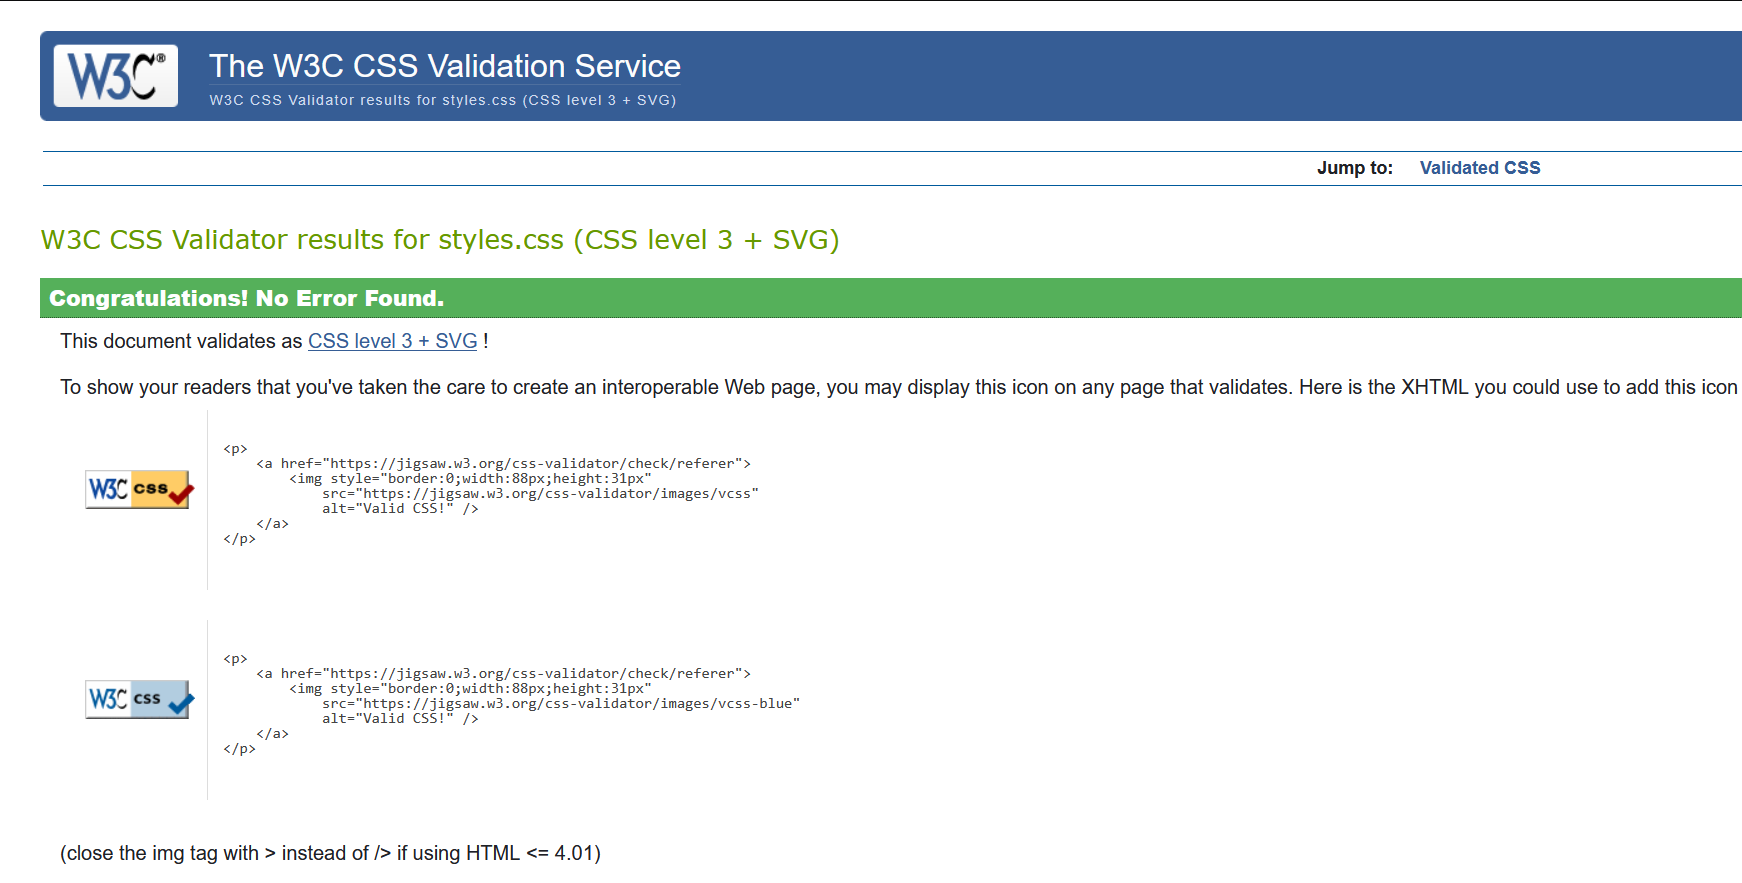 W3C®
The W3C CSS Validation Service
W3C CSS Validator results for styles.css (CSS level 3 + SVG)
Jump to: Validated CSS
W3C CSS Validator results for styles.css (CSS level 3 + SVG)
Congratulations! No Error Found.
This document validates as CSS level 3 + SVG !
To show your readers that you've taken the care to create an interoperable Web page, you may display this icon on any page that validates. Here is the XHTML you could use to add this icon
W3C css
<p>
    <a href="https://jigsaw.w3.org/css-validator/check/referer">
        <img style="border:0;width:88px;height:31px"
            src="https://jigsaw.w3.org/css-validator/images/vcss"
            alt="Valid CSS!" />
    </a>
</p>
W3C css
<p>
    <a href="https://jigsaw.w3.org/css-validator/check/referer">
        <img style="border:0;width:88px;height:31px"
            src="https://jigsaw.w3.org/css-validator/images/vcss-blue"
            alt="Valid CSS!" />
    </a>
</p>
(close the img tag with > instead of /> if using HTML <= 4.01)